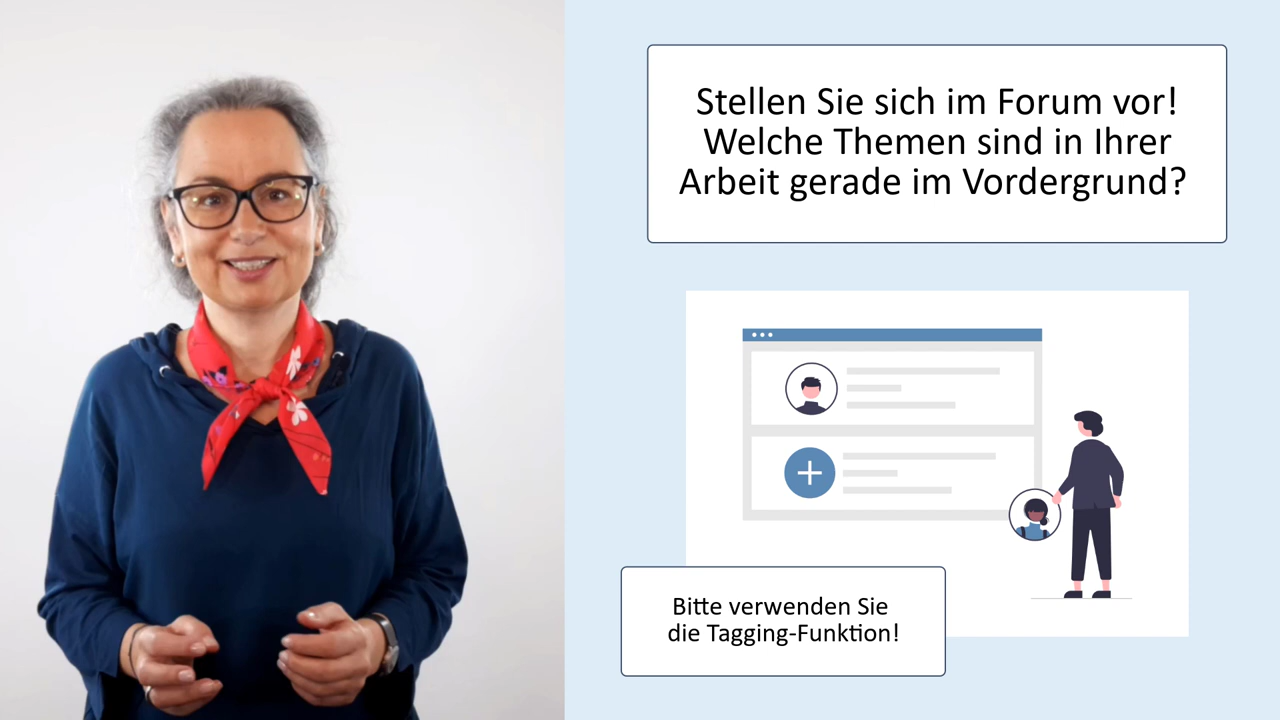 Stellen Sie sich im Forum vor!
Welche Themen sind in Ihrer
Arbeit gerade im Vordergrund?
Bitte verwenden Sie
die Tagging-Funktion!